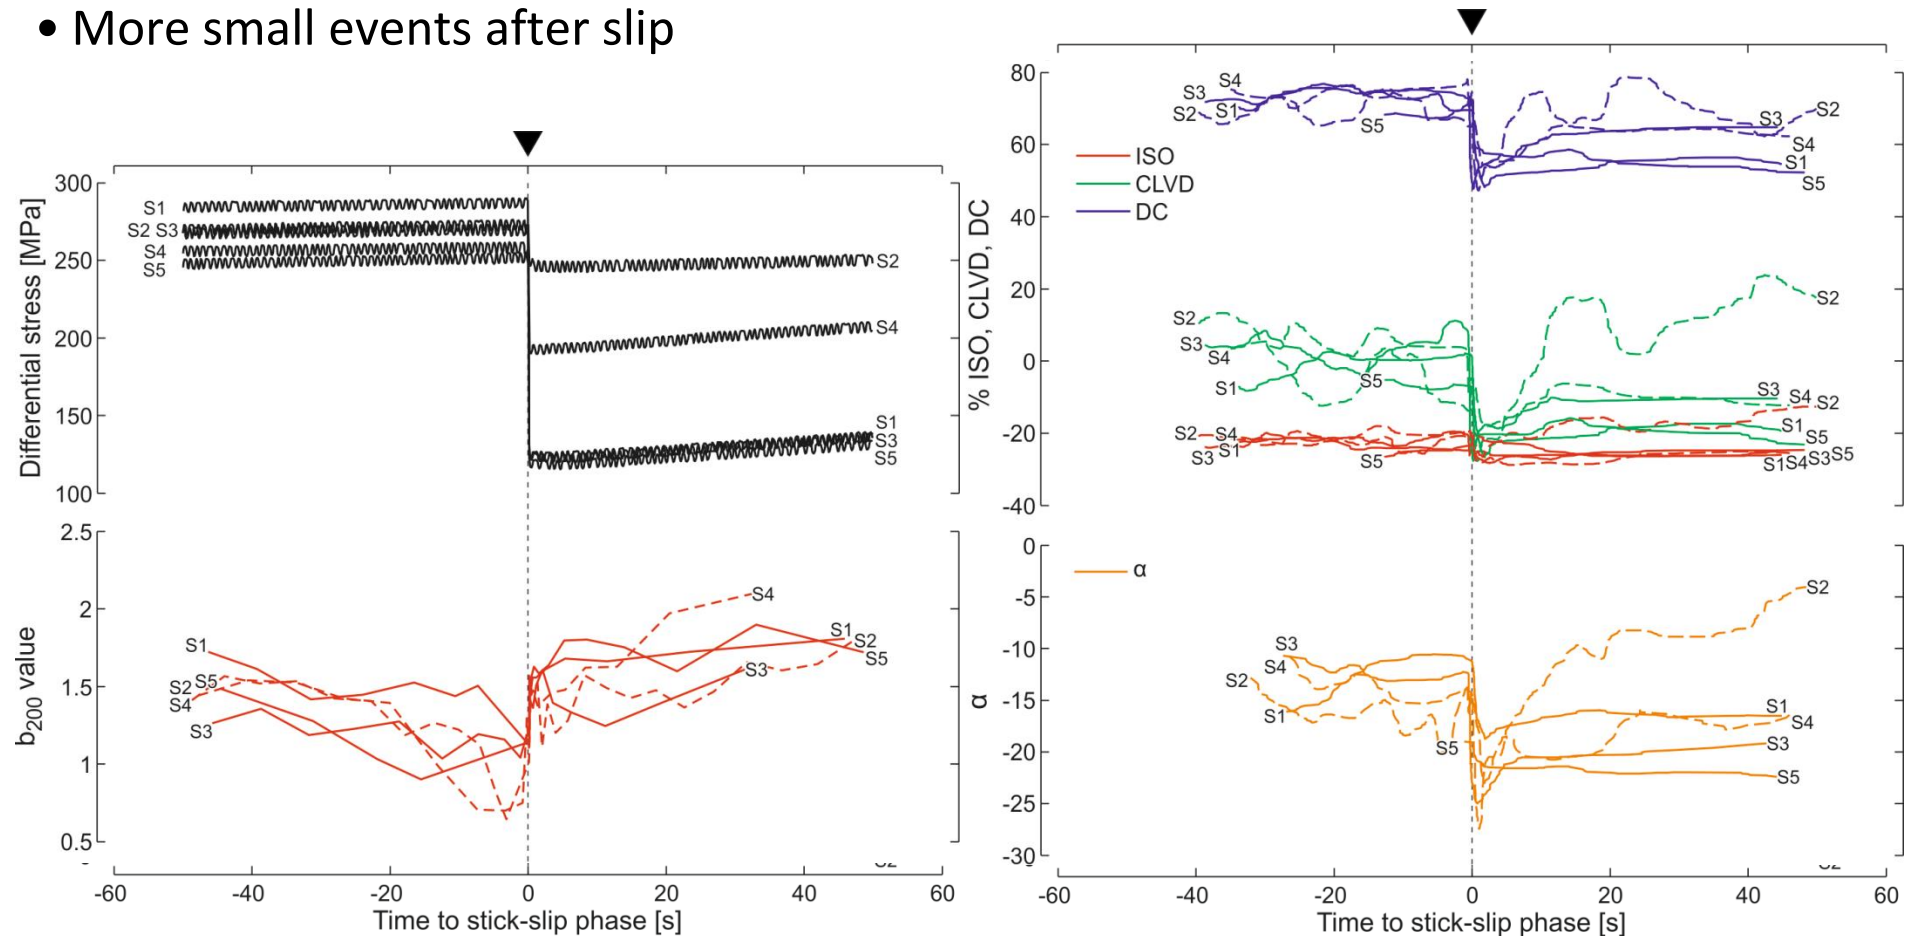 • More small events after slip
300
250
200
150
100
Differential stress [MPa]
S1
S2 S3
S4
S5
S2
S4
S1
S3
S5
2.5
2
1.5
1
0.5
b200 value
S1
S5
S2
S4
S3
S4
S1
S2
S5
S3
-60 -40 -20 0 20 40 60
Time to stick-slip phase [s]
80
60
40
20
0
-20
-40
% ISO, CLVD, DC
ISO
CLVD
DC
S4
S3
S2 S1
S5
S2
S3
S4
S1
S5
S2
S3
S4
S1
S5
S2
S3
S4 S2
S1
S5
S2 S4
S3 S1
S5
S1S4S3S5
0
-5
-10
-15
-20
-25
-30
α
α
S3
S4
S2
S1
S5
S2
S1
S4
S3
S5
-60 -40 -20 0 20 40 60
Time to stick-slip phase [s]